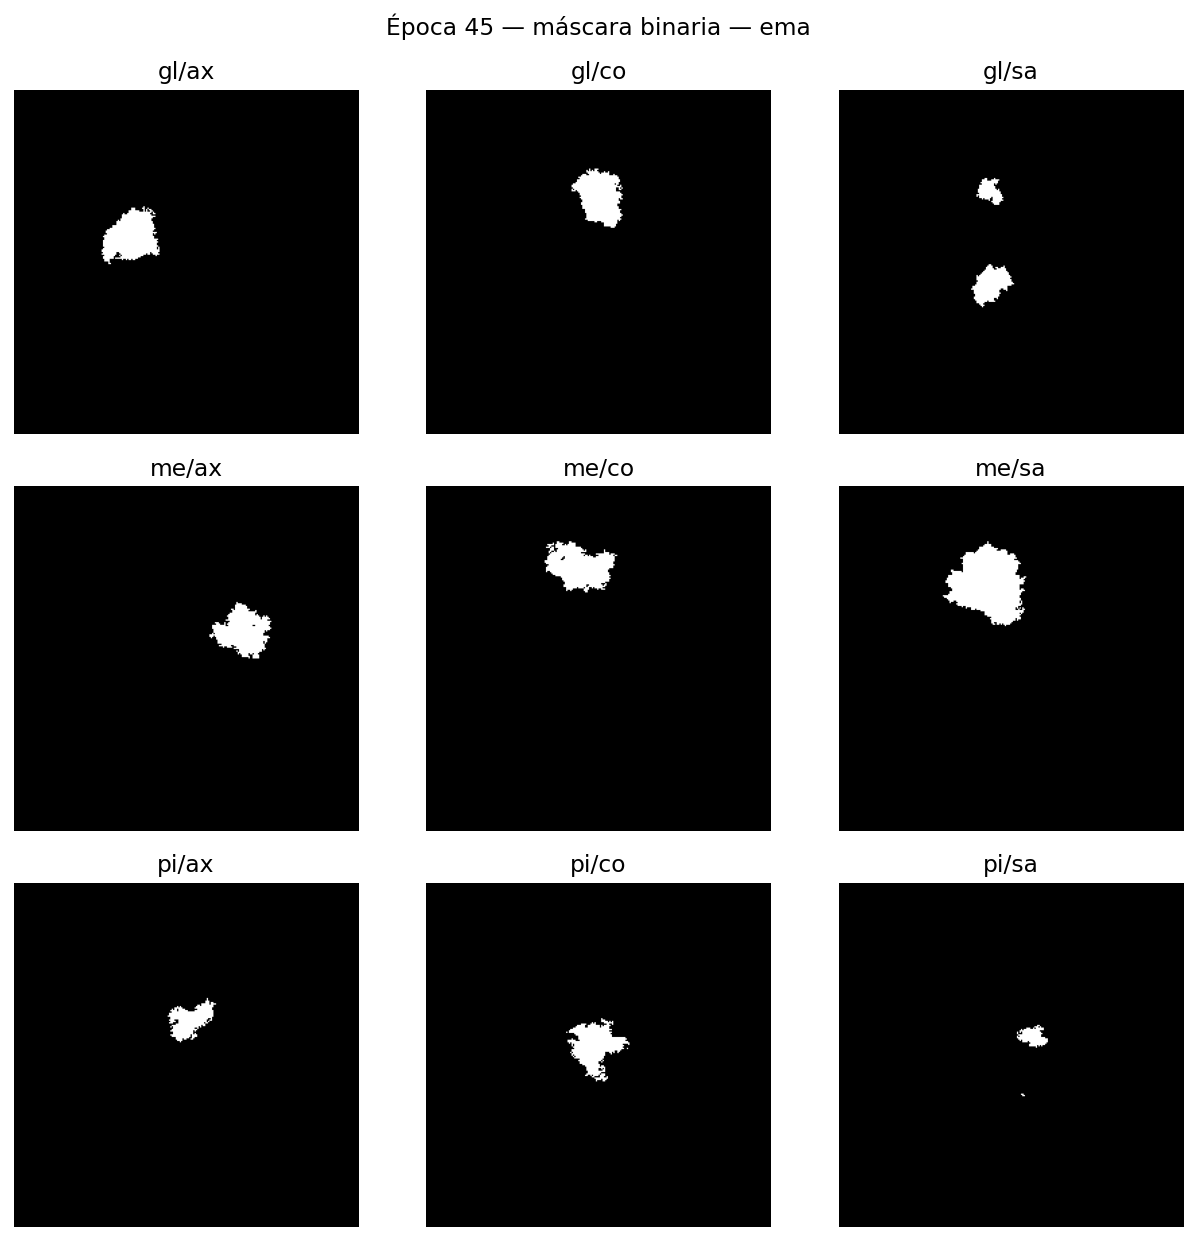 Época 45 — máscara binaria — ema
gl/ax
gl/co
gl/sa
me/ax
me/co
me/sa
pi/ax
pi/co
pi/sa